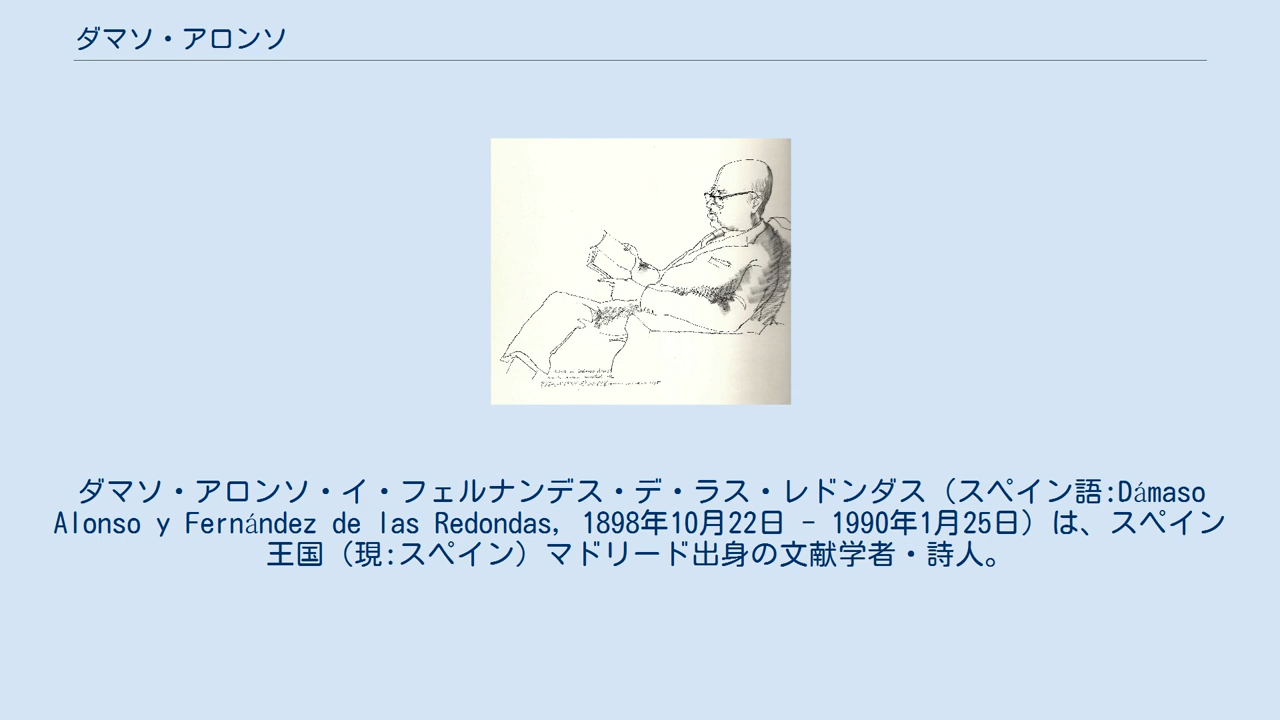 ダマソ・アロンソ
ダマソ・アロンソ・イ・フェルナンデス・デ・ラス・レドンダス（スペイン語:Dámaso
Alonso y Fernández de las Redondas, 1898年10月22日 - 1990年1月25日）は、スペイン
王国（現:スペイン）マドリード出身の文献学者・詩人。